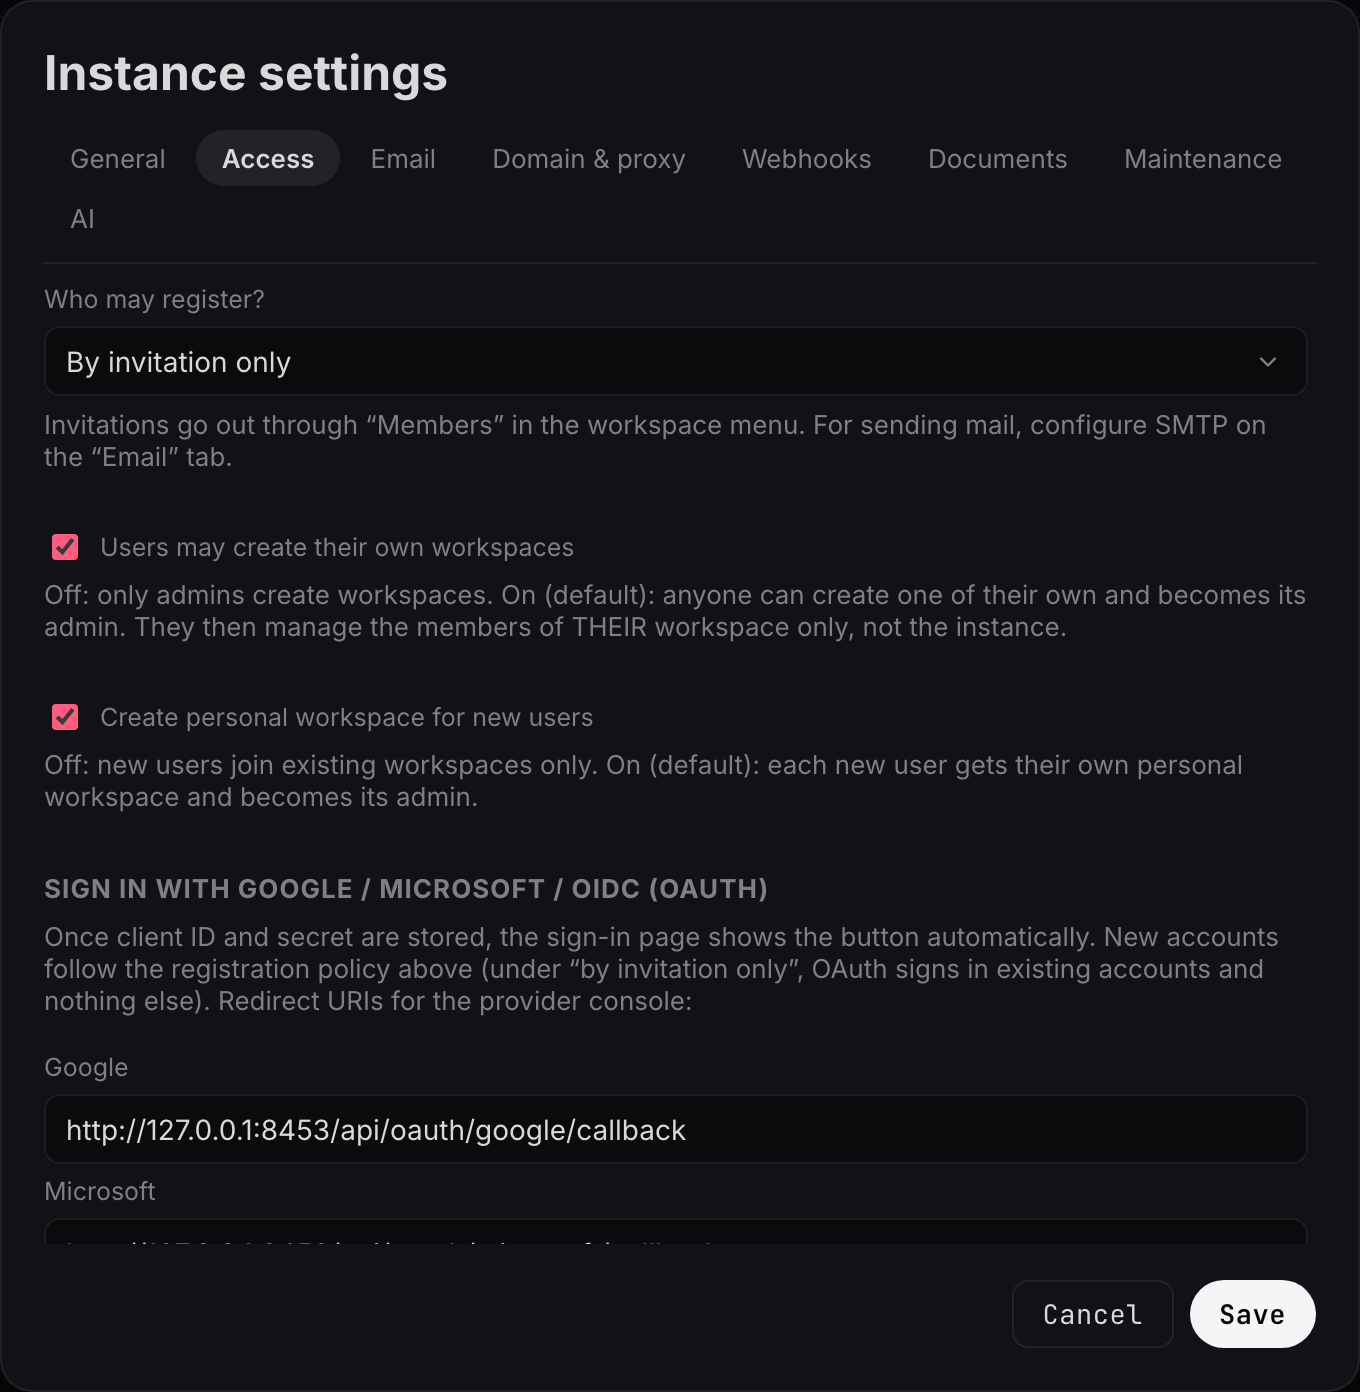 Instance settings
General Access Email Domain & proxy Webhooks Documents Maintenance
AI
Who may register?
By invitation only
Invitations go out through “Members” in the workspace menu. For sending mail, configure SMTP on
the “Email” tab.
Users may create their own workspaces
Off: only admins create workspaces. On (default): anyone can create one of their own and becomes its
admin. They then manage the members of THEIR workspace only, not the instance.
Create personal workspace for new users
Off: new users join existing workspaces only. On (default): each new user gets their own personal
workspace and becomes its admin.
SIGN IN WITH GOOGLE / MICROSOFT / OIDC (OAUTH)
Once client ID and secret are stored, the sign-in page shows the button automatically. New accounts
follow the registration policy above (under “by invitation only”, OAuth signs in existing accounts and
nothing else). Redirect URIs for the provider console:
Google
http://127.0.0.1:8453/api/oauth/google/callback
Microsoft
Cancel Save